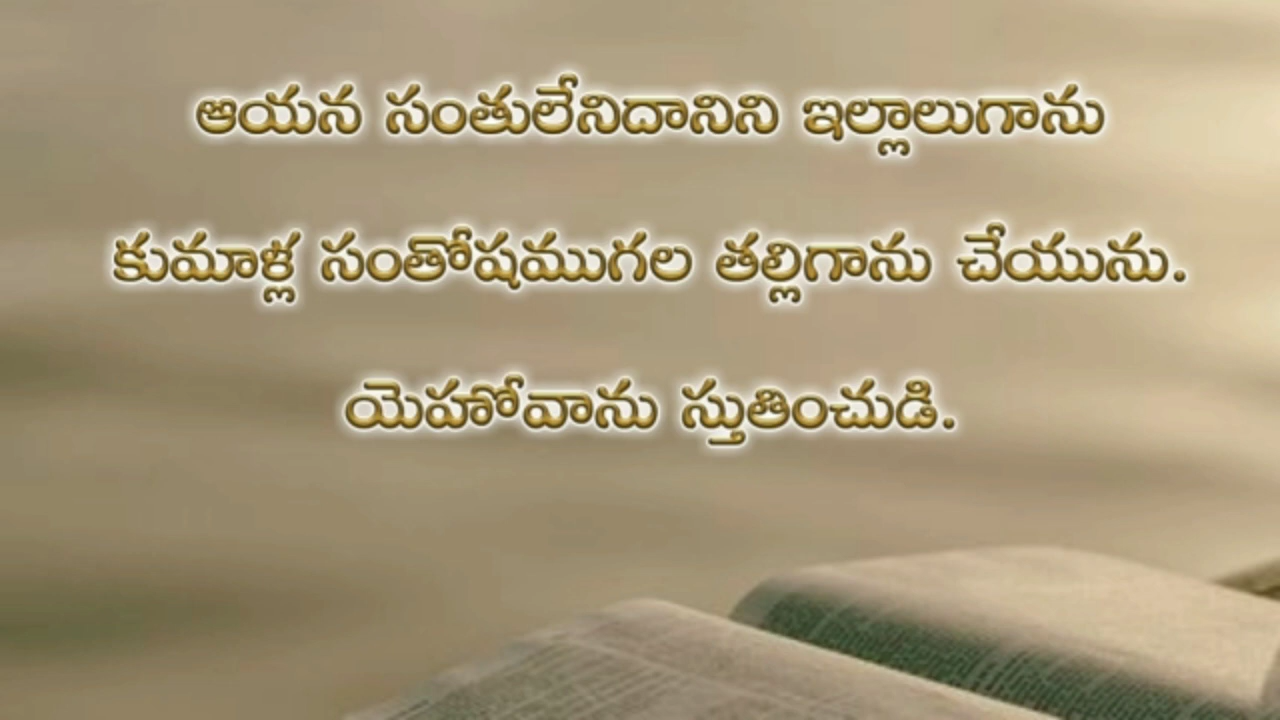 ఆయన సంతులేనిదానిని ఇల్లాలుగాను
కుమాళ్ల సంతోషముగల తల్లిగాను చేయును.
యెహోవాను స్తుతించుడి.